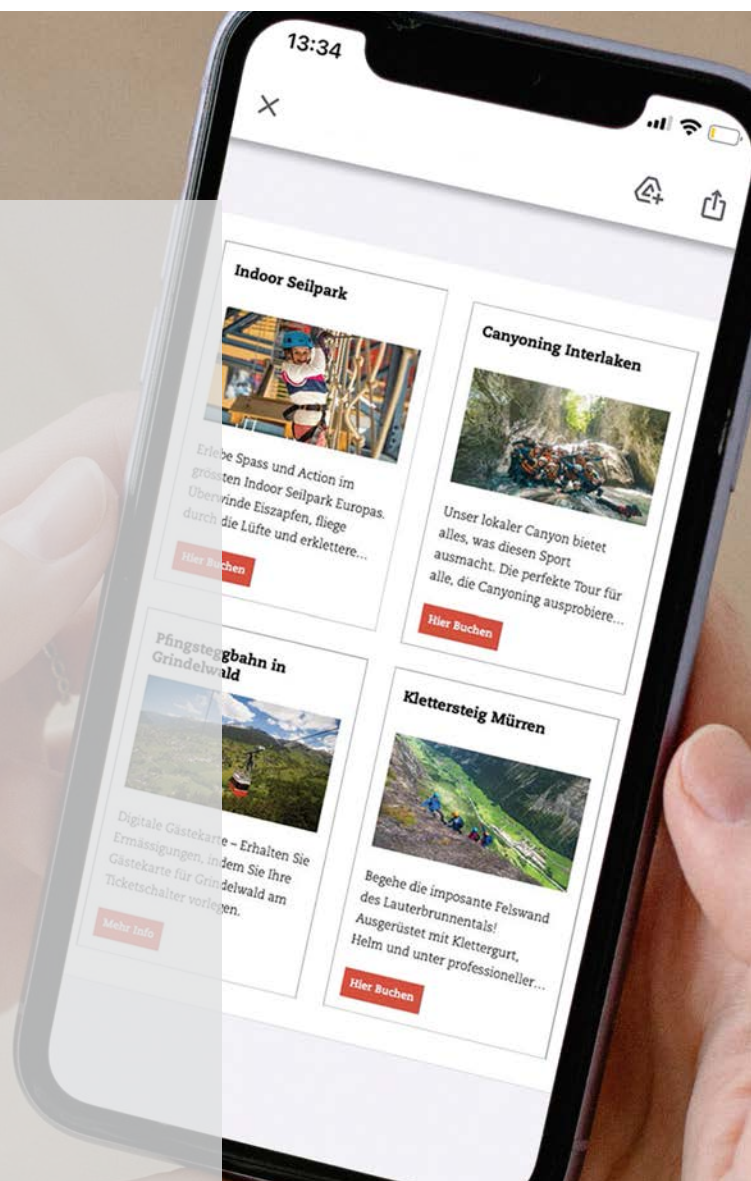 13:34
Indoor Seilpark
Erlebe Spass und Action im
grössten Indoor Seilpark Europas.
Überwinde Eiszapfen, fliege
durch die Lüfte und erklettere...
Hier Buchen
Canyoning Interlaken
Unser lokaler Canyon bietet
alles, was diesen Sport
ausmacht. Die perfekte Tour für
alle, die Canyoning ausprobiere...
Hier Buchen
Pfingsteggbahn in
Grindelwald
Digitale Gästekarte – Erhalten Sie
Ermässigungen, indem Sie Ihre
Gästekarte für Grindelwald am
Ticketschalter vorlegen.
Mehr Info
Klettersteig Mürren
Begehe die imposante Felswand
des Lauterbrunnentals!
Ausgerüstet mit Klettergurt,
Helm und unter professioneller...
Hier Buchen